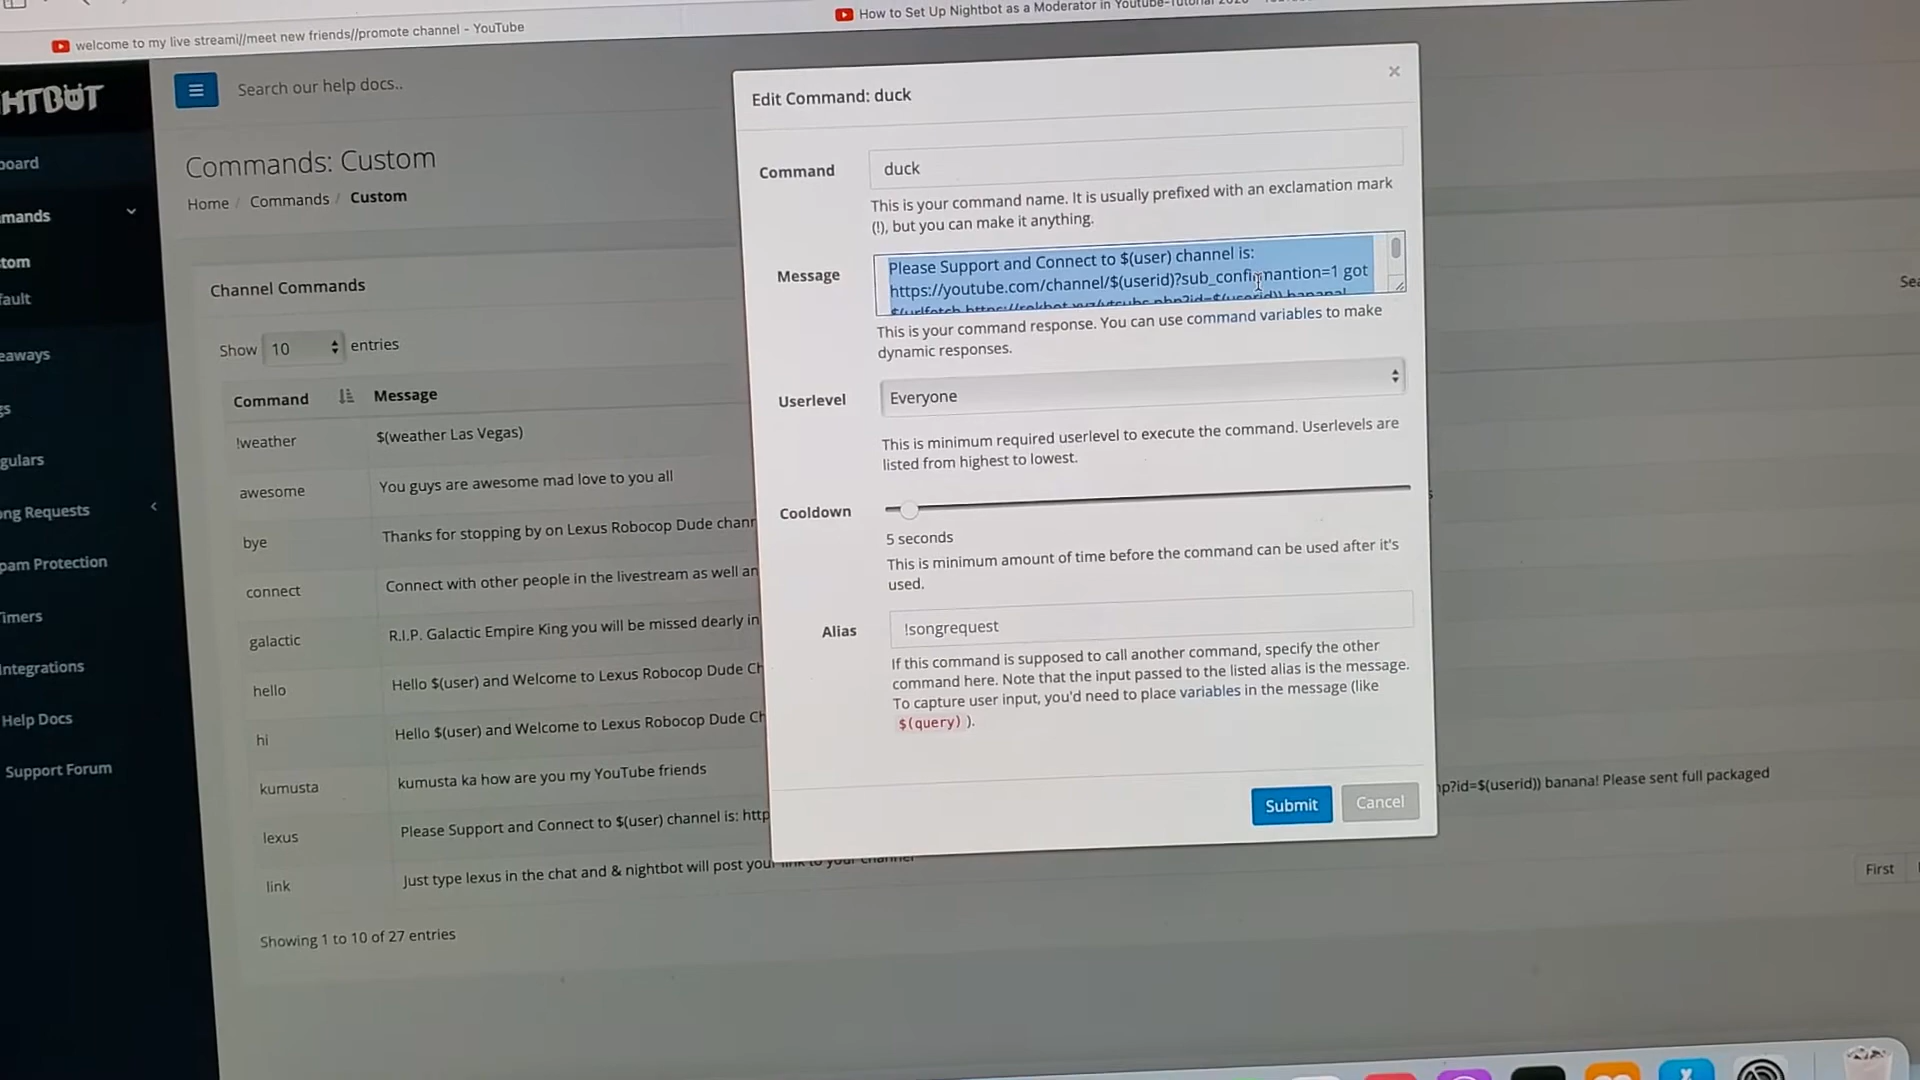 welcome to my live streami//meet new friends//promote channel - YouTube
How to Set Up Nightbot as a Moderator in Youtube-Tutorial 2020
HTBOT
Search our help docs..
Commands: Custom
Home / Commands / Custom
board
mmands
tom
fault
eaways
gs
gulars
ong Requests
pam Protection
Timers
Integrations
Help Docs
Support Forum
Channel Commands
Show 10 entries
Command Message
!weather $(weather Las Vegas)
awesome You guys are awesome mad love to you all
bye Thanks for stopping by on Lexus Robocop Dude chann
connect Connect with other people in the livestream as well an
galactic R.I.P. Galactic Empire King you will be missed dearly in
hello Hello $(user) and Welcome to Lexus Robocop Dude Ch
hi Hello $(user) and Welcome to Lexus Robocop Dude Ch
kumusta kumusta ka how are you my YouTube friends
lexus Please Support and Connect to $(user) channel is: http
p?id=$(userid)) banana! Please sent full packaged
link Just type lexus in the chat and & nightbot will post your link to your channel
Showing 1 to 10 of 27 entries
First
Sea
Edit Command: duck
×
Command duck
This is your command name. It is usually prefixed with an exclamation mark
(!), but you can make it anything.
Message Please Support and Connect to $(user) channel is:
https://youtube.com/channel/$(userid)?sub_confirmantion=1 got
$(urlfetch https://rekbot.xyz/ytsubs.php?id=$(userid)) banana!
This is your command response. You can use command variables to make
dynamic responses.
Userlevel Everyone
This is minimum required userlevel to execute the command. Userlevels are
listed from highest to lowest.
Cooldown
5 seconds
This is minimum amount of time before the command can be used after it's
used.
Alias !songrequest
If this command is supposed to call another command, specify the other
command here. Note that the input passed to the listed alias is the message.
To capture user input, you'd need to place variables in the message (like
$(query) ).
Submit Cancel